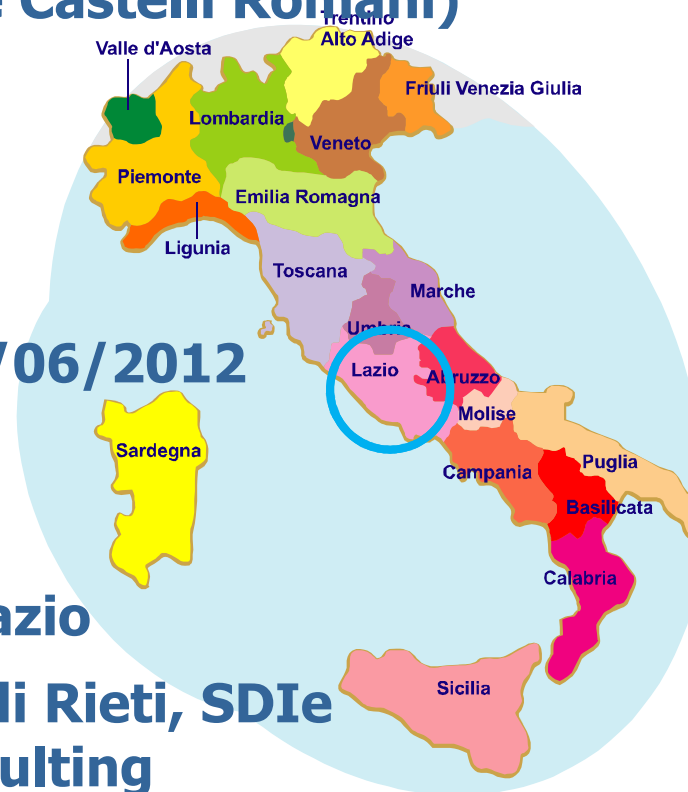 e Castelli Romani)
Trentino
Alto Adige
Valle d'Aosta
Friuli Venezia Giulia
Lombardia
Veneto
Piemonte
Emilia Romagna
Ligunia
Toscana
Marche
Umbria
/06/2012
Lazio
Abruzzo
Molise
Sardegna
Campania
Puglia
Basilicata
Calabria
azio
Sicilia
di Rieti, SDIe
ulting